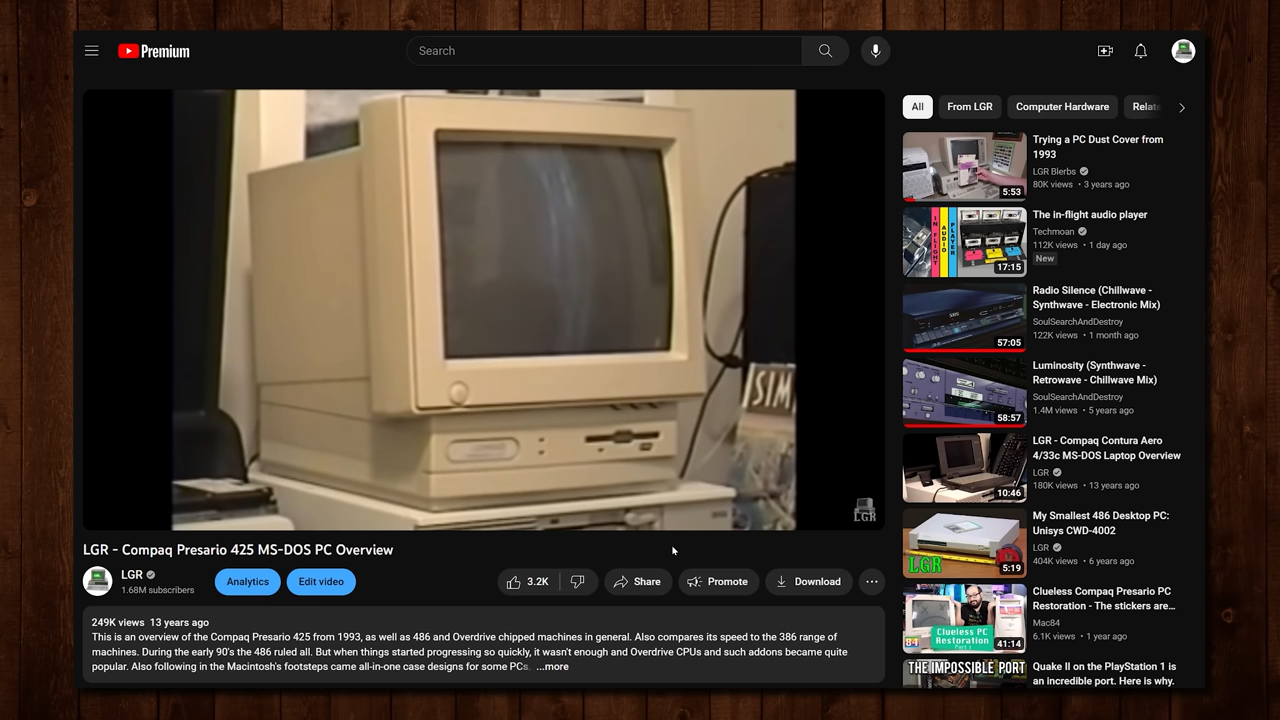 Premium
Search
SIM
LGR
LGR - Compaq Presario 425 MS-DOS PC Overview
LGR
1.68M subscribers
Analytics
Edit video
3.2K
Share
Promote
Download
249K views 13 years ago
This is an overview of the Compaq Presario 425 from 1993, as well as 486 and Overdrive chipped machines in general. Also compares its speed to the 386 range of
machines. During the early 90's the 486 ruled all. But when things started progressing so quickly, it wasn't enough and Overdrive CPUs and such addons became quite
popular. Also following in the Macintosh's footsteps came all-in-one case designs for some PCs. ...more
All
From LGR
Computer Hardware
Relate
5:53
Trying a PC Dust Cover from
1993
LGR Blerbs
80K views • 3 years ago
IN FLIGHT
AUDIO
PLAYER
17:15
The in-flight audio player
Techmoan
112K views • 1 day ago
New
57:05
Radio Silence (Chillwave -
Synthwave - Electronic Mix)
SoulSearchAndDestroy
122K views • 1 month ago
58:57
Luminosity (Synthwave -
Retrowave - Chillwave Mix)
SoulSearchAndDestroy
1.4M views • 5 years ago
10:46
LGR - Compaq Contura Aero
4/33c MS-DOS Laptop Overview
LGR
180K views • 13 years ago
LGR
5:19
My Smallest 486 Desktop PC:
Unisys CWD-4002
LGR
404K views • 6 years ago
84
Clueless PC
Restoration
Part 1
41:14
Clueless Compaq Presario PC
Restoration - The stickers are...
Mac84
6.1K views • 1 year ago
THE IMPOSSIBLE PORT
Quake II on the PlayStation 1 is
an incredible port. Here is why.